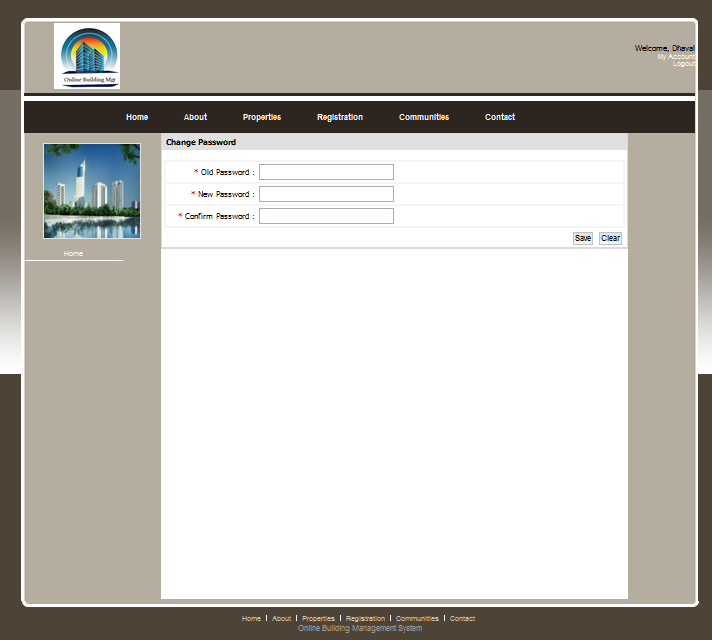 Online Building Mgt
Welcome, Dhaval
My Account
Logout
Home About Properties Registration Communities Contact
Change Password
* Old Password :
* New Password :
* Confirm Password :
Save Clear
Home
Home | About | Properties | Registration | Communities | Contact
Online Building Management System